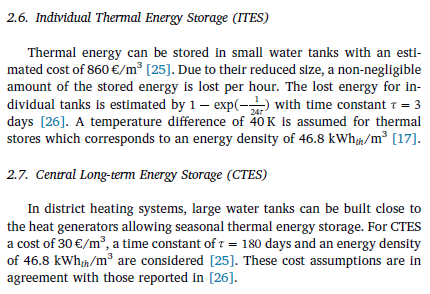 2.6. Individual Thermal Energy Storage (ITES)
Thermal energy can be stored in small water tanks with an esti-
mated cost of 860 €/m³ [25]. Due to their reduced size, a non-negligible
amount of the stored energy is lost per hour. The lost energy for in-
dividual tanks is estimated by 1 − exp(−1/24τ) with time constant τ = 3
days [26]. A temperature difference of 40 K is assumed for thermal
stores which corresponds to an energy density of 46.8 kWhth/m³ [17].
2.7. Central Long-term Energy Storage (CTES)
In district heating systems, large water tanks can be built close to
the heat generators allowing seasonal thermal energy storage. For CTES
a cost of 30 €/m³, a time constant of τ = 180 days and an energy density
of 46.8 kWhth/m³ are considered [25]. These cost assumptions are in
agreement with those reported in [26].